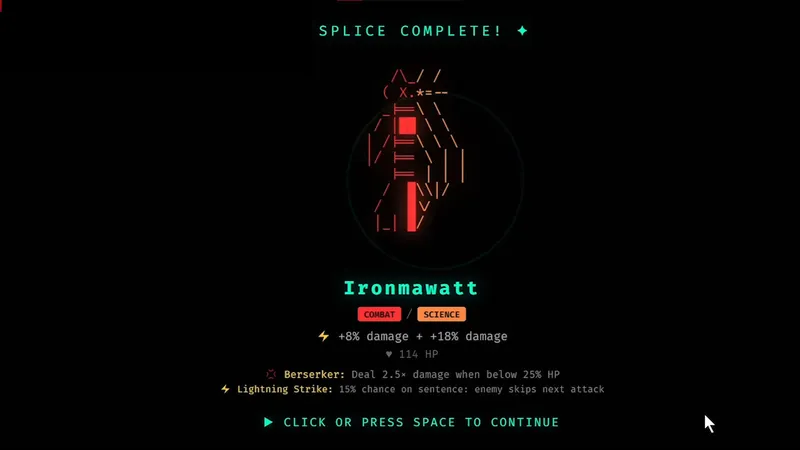 SPLICE COMPLETE! ✦
Ironmawatt
COMBAT / SCIENCE
⚡ +8% damage + +18% damage
♥ 114 HP
💢 Berserker: Deal 2.5× damage when below 25% HP
⚡ Lightning Strike: 15% chance on sentence: enemy skips next attack
▶ CLICK OR PRESS SPACE TO CONTINUE